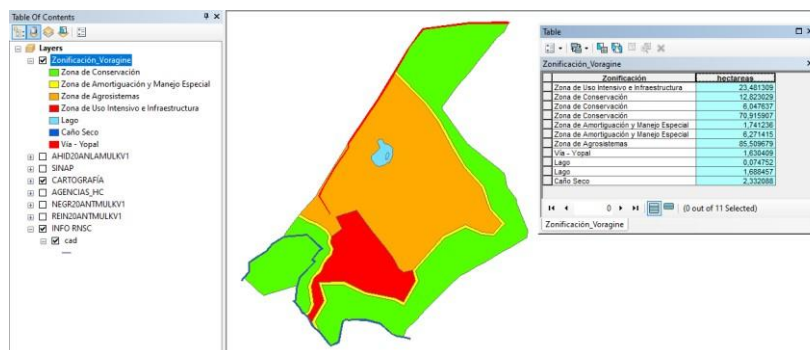 Table Of Contents
Layers
Zonificación_Voragine
Zona de Conservación
Zona de Amortiguación y Manejo Especial
Zona de Agrosistemas
Zona de Uso Intensivo e Infraestructura
Lago
Caño Seco
Vía - Yopal
AHID20ANLAMULKV1
SINAP
CARTOGRAFÍA
AGENCIAS_HC
NEGR20ANTMULKV1
REIN20ANTMULKV1
INFO RNSC
cad
Table
Zonificación_Voragine
Zonificación hectareas
Zona de Uso Intensivo e Infraestructura 23,481309
Zona de Conservación 12,823029
Zona de Conservación 6,047637
Zona de Conservación 70,915907
Zona de Amortiguación y Manejo Especial 1,741236
Zona de Amortiguación y Manejo Especial 6,271415
Zona de Agrosistemas 85,509679
Vía - Yopal 1,630409
Lago 0,074752
Lago 1,688457
Caño Seco 2,332088
0 (0 out of 11 Selected)
Zonificación_Voragine